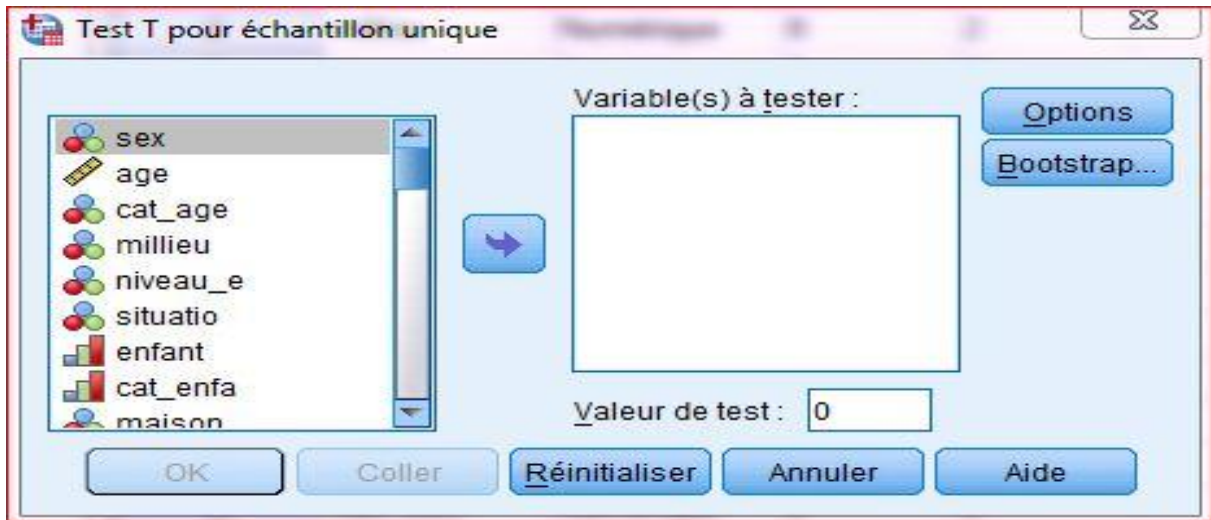 Test T pour échantillon unique
sex
age
cat_age
millieu
niveau_e
situatio
enfant
cat_enfa
maison
Variable(s) à tester :
Valeur de test : 0
Options
Bootstrap...
OK
Coller
Réinitialiser
Annuler
Aide